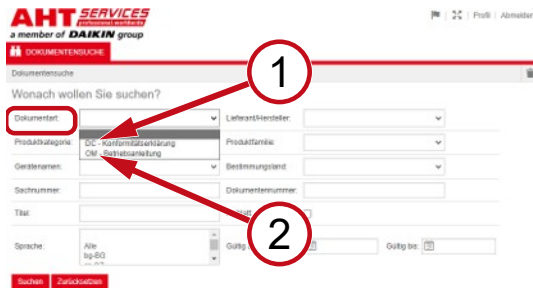 AHT SERVICES
professional worldwide
a member of DAIKIN group
Profil | Abmelden
DOKUMENTENSUCHE
Dokumentensuche
Wonach wollen Sie suchen?
Dokumentart: Lieferant/Hersteller:
Produktkategorie: Produktfamilie:
DC - Konformitätserklärung
OM - Betriebsanleitung
Gerätenamen: Bestimmungsland:
Sachnummer: Dokumentennummer:
Titel:
Sprache: Alle Gültig Gültig bis:
bg-BG
Suchen Zurücksetzen
1
2